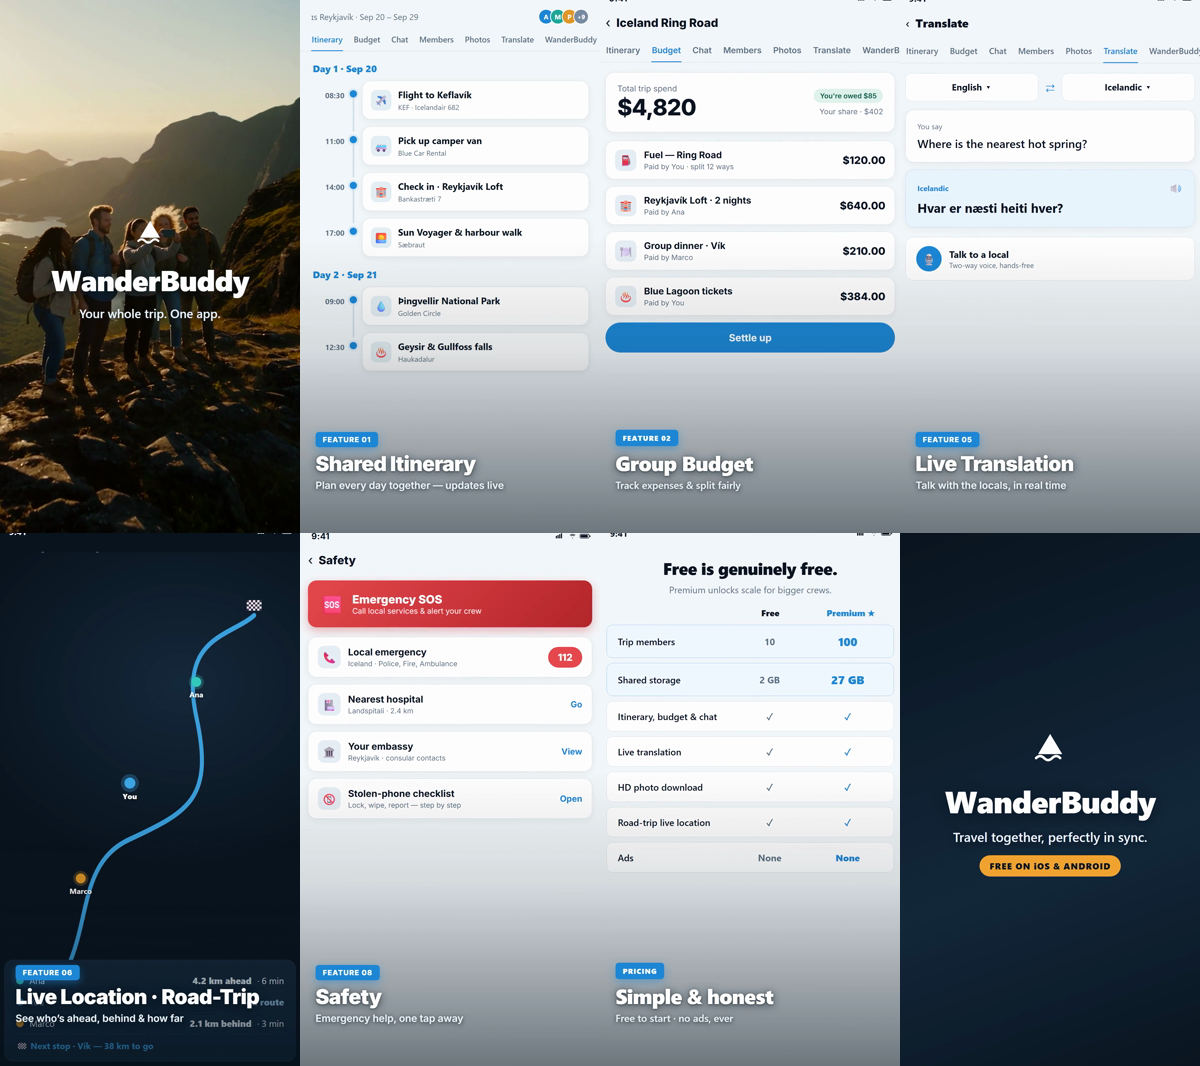 WanderBuddy
Your whole trip. One app.
ıs Reykjavík · Sep 20 – Sep 29
A M P +9
Itinerary Budget Chat Members Photos Translate WanderBuddy
Day 1 · Sep 20
08:30
Flight to Keflavík
KEF · Icelandair 682
11:00
Pick up camper van
Blue Car Rental
14:00
Check in · Reykjavík Loft
Bankastræti 7
17:00
Sun Voyager & harbour walk
Sæbraut
Day 2 · Sep 21
09:00
Þingvellir National Park
Golden Circle
12:30
Geysir & Gullfoss falls
Haukadalur
FEATURE 01
Shared Itinerary
Plan every day together — updates live
‹ Iceland Ring Road
Itinerary Budget Chat Members Photos Translate WanderB
Total trip spend
$4,820
You're owed $85
Your share · $402
Fuel — Ring Road
Paid by You · split 12 ways
$120.00
Reykjavík Loft · 2 nights
Paid by Ana
$640.00
Group dinner · Vík
Paid by Marco
$210.00
Blue Lagoon tickets
Paid by You
$384.00
Settle up
FEATURE 02
Group Budget
Track expenses & split fairly
‹ Translate
Itinerary Budget Chat Members Photos Translate WanderBuddy
English ▾ ⇄ Icelandic ▾
You say
Where is the nearest hot spring?
Icelandic
Hvar er næsti heiti hver?
Talk to a local
Two-way voice, hands-free
FEATURE 05
Live Translation
Talk with the locals, in real time
9:41
Ana
You
Marco
FEATURE 06
Ana
4.2 km ahead · 6 min
Live Location · Road-Trip
route
See who's ahead, behind & how far
Marco
2.1 km behind · 3 min
Next stop · Vík — 38 km to go
9:41
‹ Safety
SOS
Emergency SOS
Call local services & alert your crew
Local emergency
Iceland · Police, Fire, Ambulance
112
Nearest hospital
Landspítali · 2.4 km
Go
Your embassy
Reykjavík · consular contacts
View
Stolen-phone checklist
Lock, wipe, report — step by step
Open
FEATURE 08
Safety
Emergency help, one tap away
9:41
Free is genuinely free.
Premium unlocks scale for bigger crews.
Free Premium ★
Trip members 10 100
Shared storage 2 GB 27 GB
Itinerary, budget & chat ✓ ✓
Live translation ✓ ✓
HD photo download ✓ ✓
Road-trip live location ✓ ✓
Ads None None
PRICING
Simple & honest
Free to start · no ads, ever
WanderBuddy
Travel together, perfectly in sync.
FREE ON iOS & ANDROID